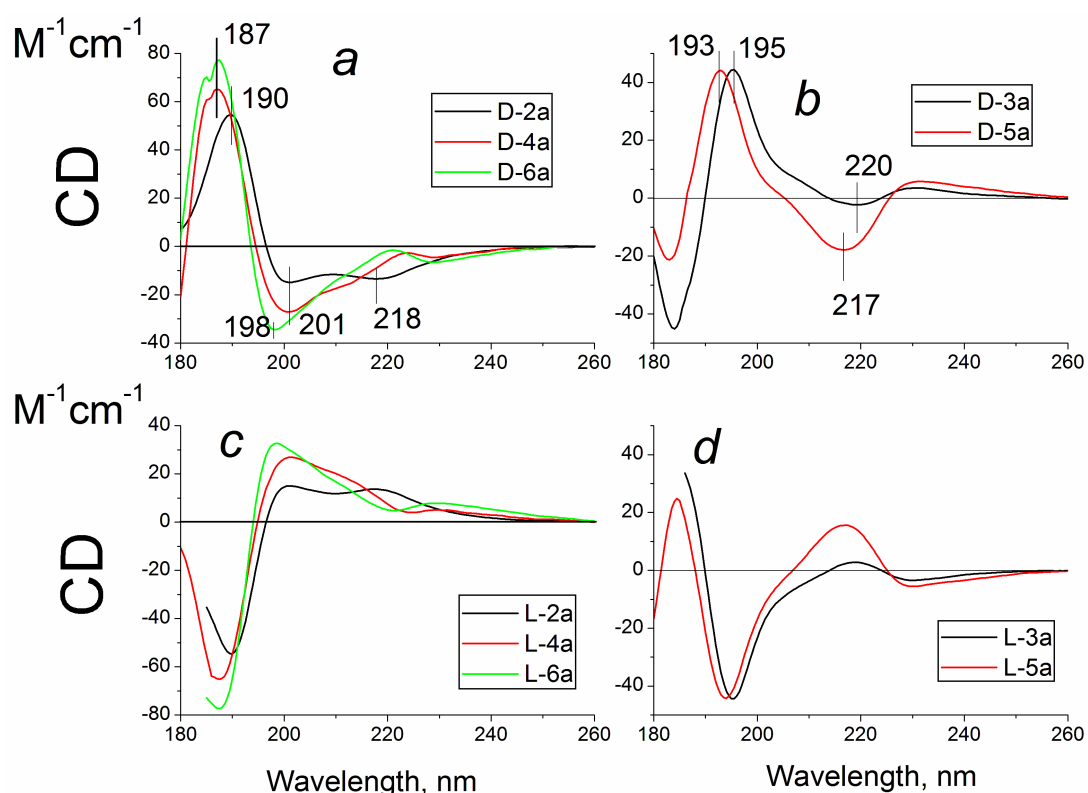 M⁻¹cm⁻¹
187
190
a
D-2a
D-4a
D-6a
CD
80
60
40
20
0
-20
-40
198
201
218
180 200 220 240 260
193 195
b
D-3a
D-5a
220
217
40
20
0
-20
-40
180 200 220 240 260
M⁻¹cm⁻¹
c
L-2a
L-4a
L-6a
CD
40
20
0
-20
-40
-60
-80
180 200 220 240 260
Wavelength, nm
d
L-3a
L-5a
40
20
0
-20
-40
180 200 220 240 260
Wavelength, nm